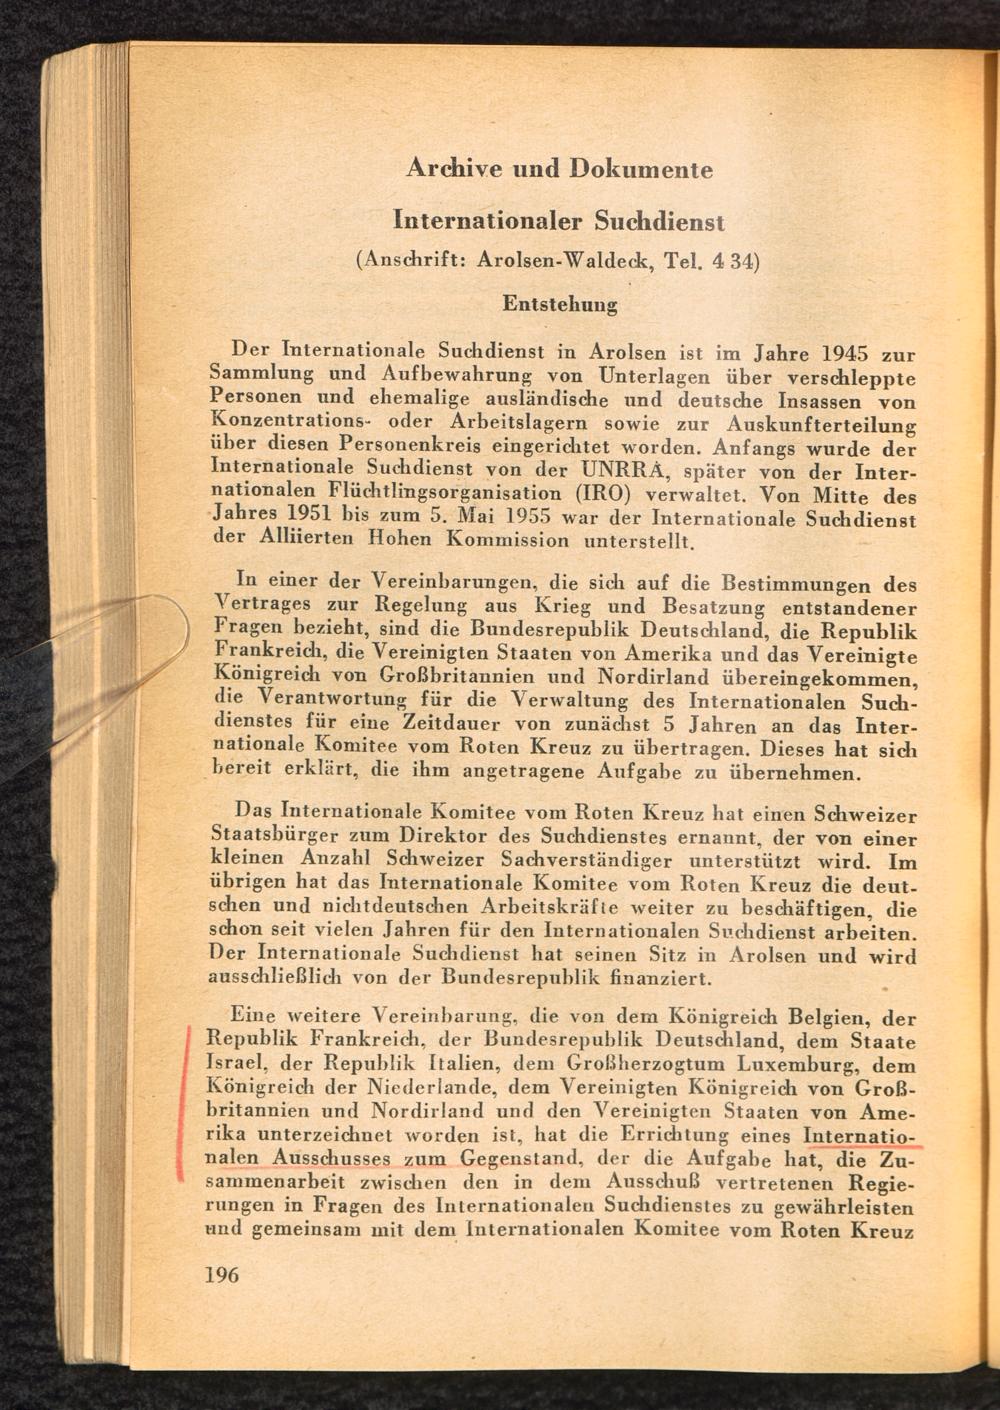 Archive und Dokumente
Internationaler Suchdienst
(Anschrift: Arolsen-Waldeck, Tel. 4 34)
Entstehung
Der Internationale Suchdienst in Arolsen ist im Jahre 1945 zur
Sammlung und Aufbewahrung von Unterlagen über verschleppte
Personen und ehemalige ausländische und deutsche Insassen von
Konzentrations- oder Arbeitslagern sowie zur Auskunfterteilung
über diesen Personenkreis eingerichtet worden. Anfangs wurde der
Internationale Suchdienst von der UNRRA, später von der Inter-
nationalen Flüchtlingsorganisation (IRO) verwaltet. Von Mitte des
Jahres 1951 bis zum 5. Mai 1955 war der Internationale Suchdienst
der Alliierten Hohen Kommission unterstellt.
In einer der Vereinbarungen, die sich auf die Bestimmungen des
Vertrages zur Regelung aus Krieg und Besatzung entstandener
Fragen bezieht, sind die Bundesrepublik Deutschland, die Republik
Frankreich, die Vereinigten Staaten von Amerika und das Vereinigte
Königreich von Großbritannien und Nordirland übereingekommen,
die Verantwortung für die Verwaltung des Internationalen Such-
dienstes für eine Zeitdauer von zunächst 5 Jahren an das Inter-
nationale Komitee vom Roten Kreuz zu übertragen. Dieses hat sich
bereit erklärt, die ihm angetragene Aufgabe zu übernehmen.
Das Internationale Komitee vom Roten Kreuz hat einen Schweizer
Staatsbürger zum Direktor des Suchdienstes ernannt, der von einer
kleinen Anzahl Schweizer Sachverständiger unterstützt wird. Im
übrigen hat das Internationale Komitee vom Roten Kreuz die deut-
schen und nichtdeutschen Arbeitskräfte weiter zu beschäftigen, die
schon seit vielen Jahren für den Internationalen Suchdienst arbeiten.
Der Internationale Suchdienst hat seinen Sitz in Arolsen und wird
ausschließlich von der Bundesrepublik finanziert.
Eine weitere Vereinbarung, die von dem Königreich Belgien, der
Republik Frankreich, der Bundesrepublik Deutschland, dem Staate
Israel, der Republik Italien, dem Großherzogtum Luxemburg, dem
Königreich der Niederlande, dem Vereinigten Königreich von Groß-
britannien und Nordirland und den Vereinigten Staaten von Ame-
rika unterzeichnet worden ist, hat die Errichtung eines Internatio-
nalen Ausschusses zum Gegenstand, der die Aufgabe hat, die Zu-
sammenarbeit zwischen den in dem Ausschuß vertretenen Regie-
rungen in Fragen des Internationalen Suchdienstes zu gewährleisten
und gemeinsam mit dem Internationalen Komitee vom Roten Kreuz
196